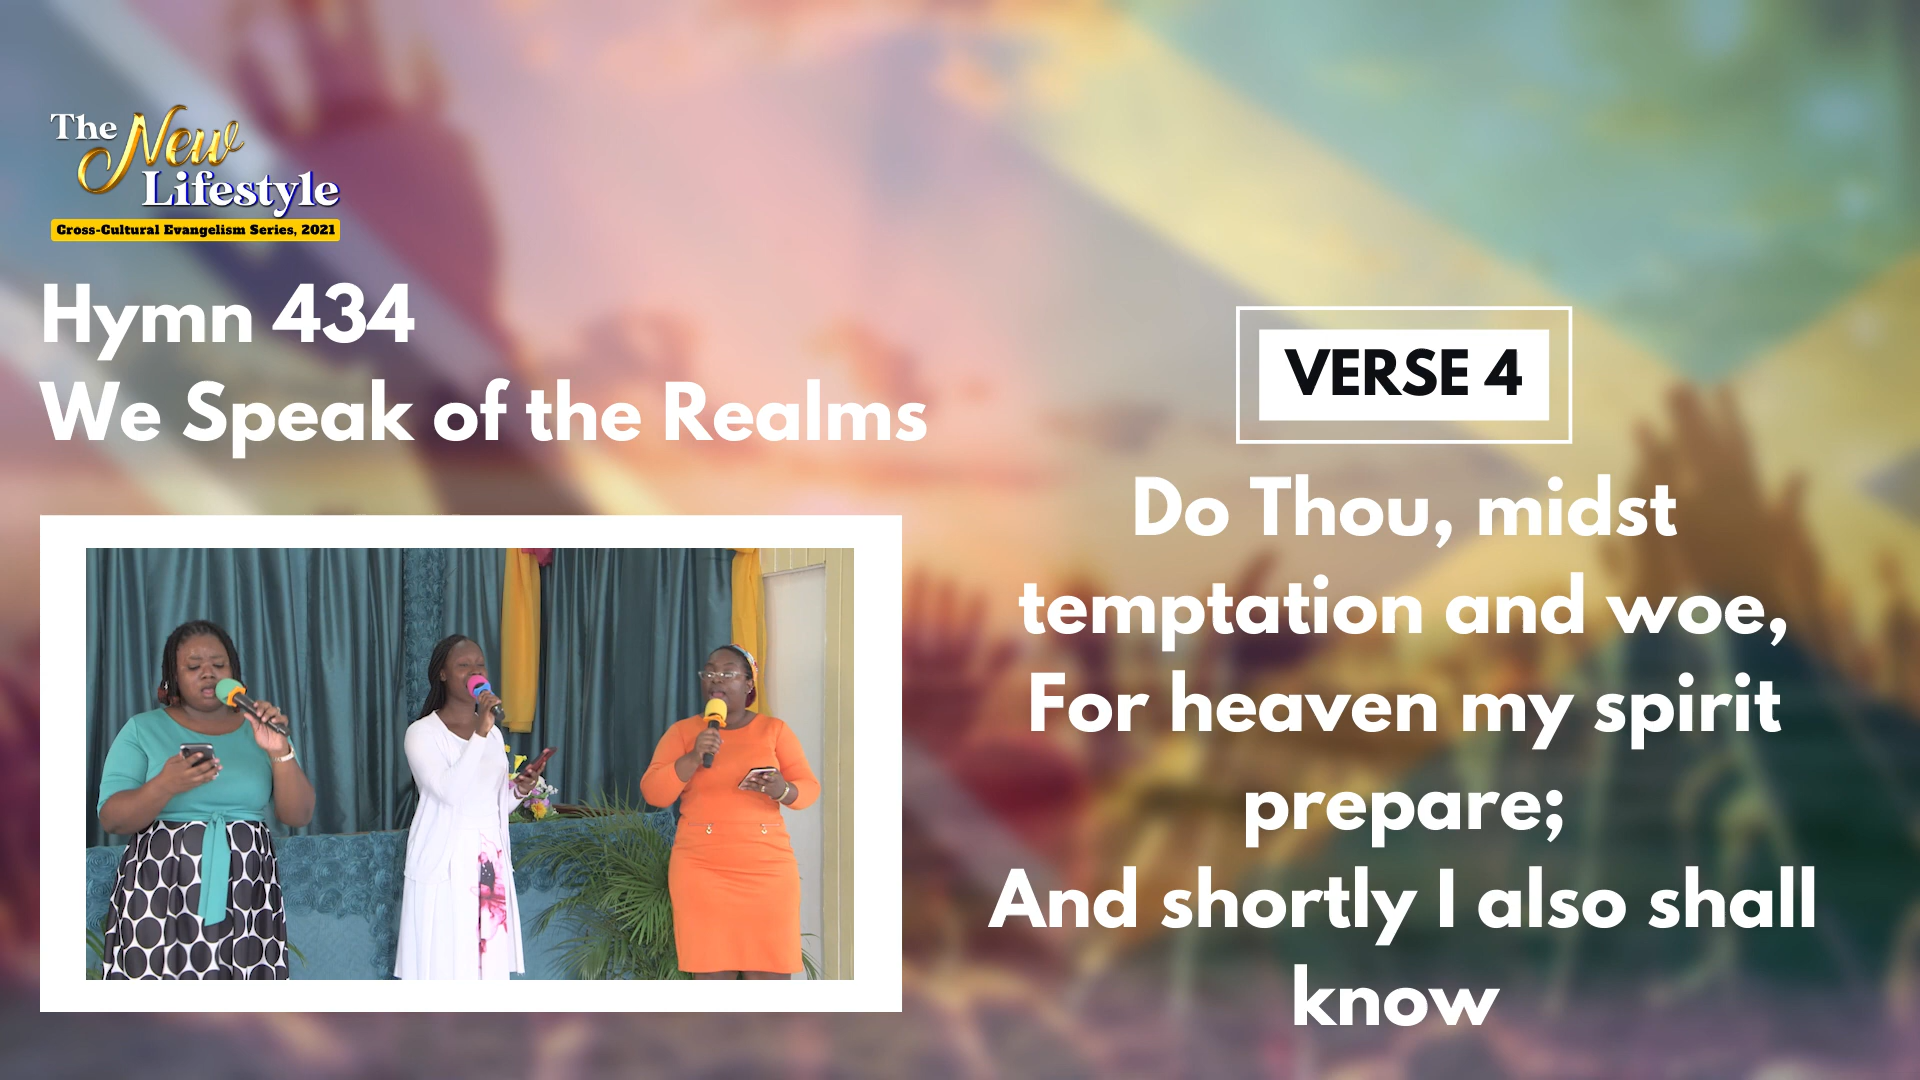 The New
Lifestyle
Cross-Cultural Evangelism Series, 2021
Hymn 434
We Speak of the Realms
VERSE 4
Do Thou, midst
temptation and woe,
For heaven my spirit
prepare;
And shortly I also shall
know